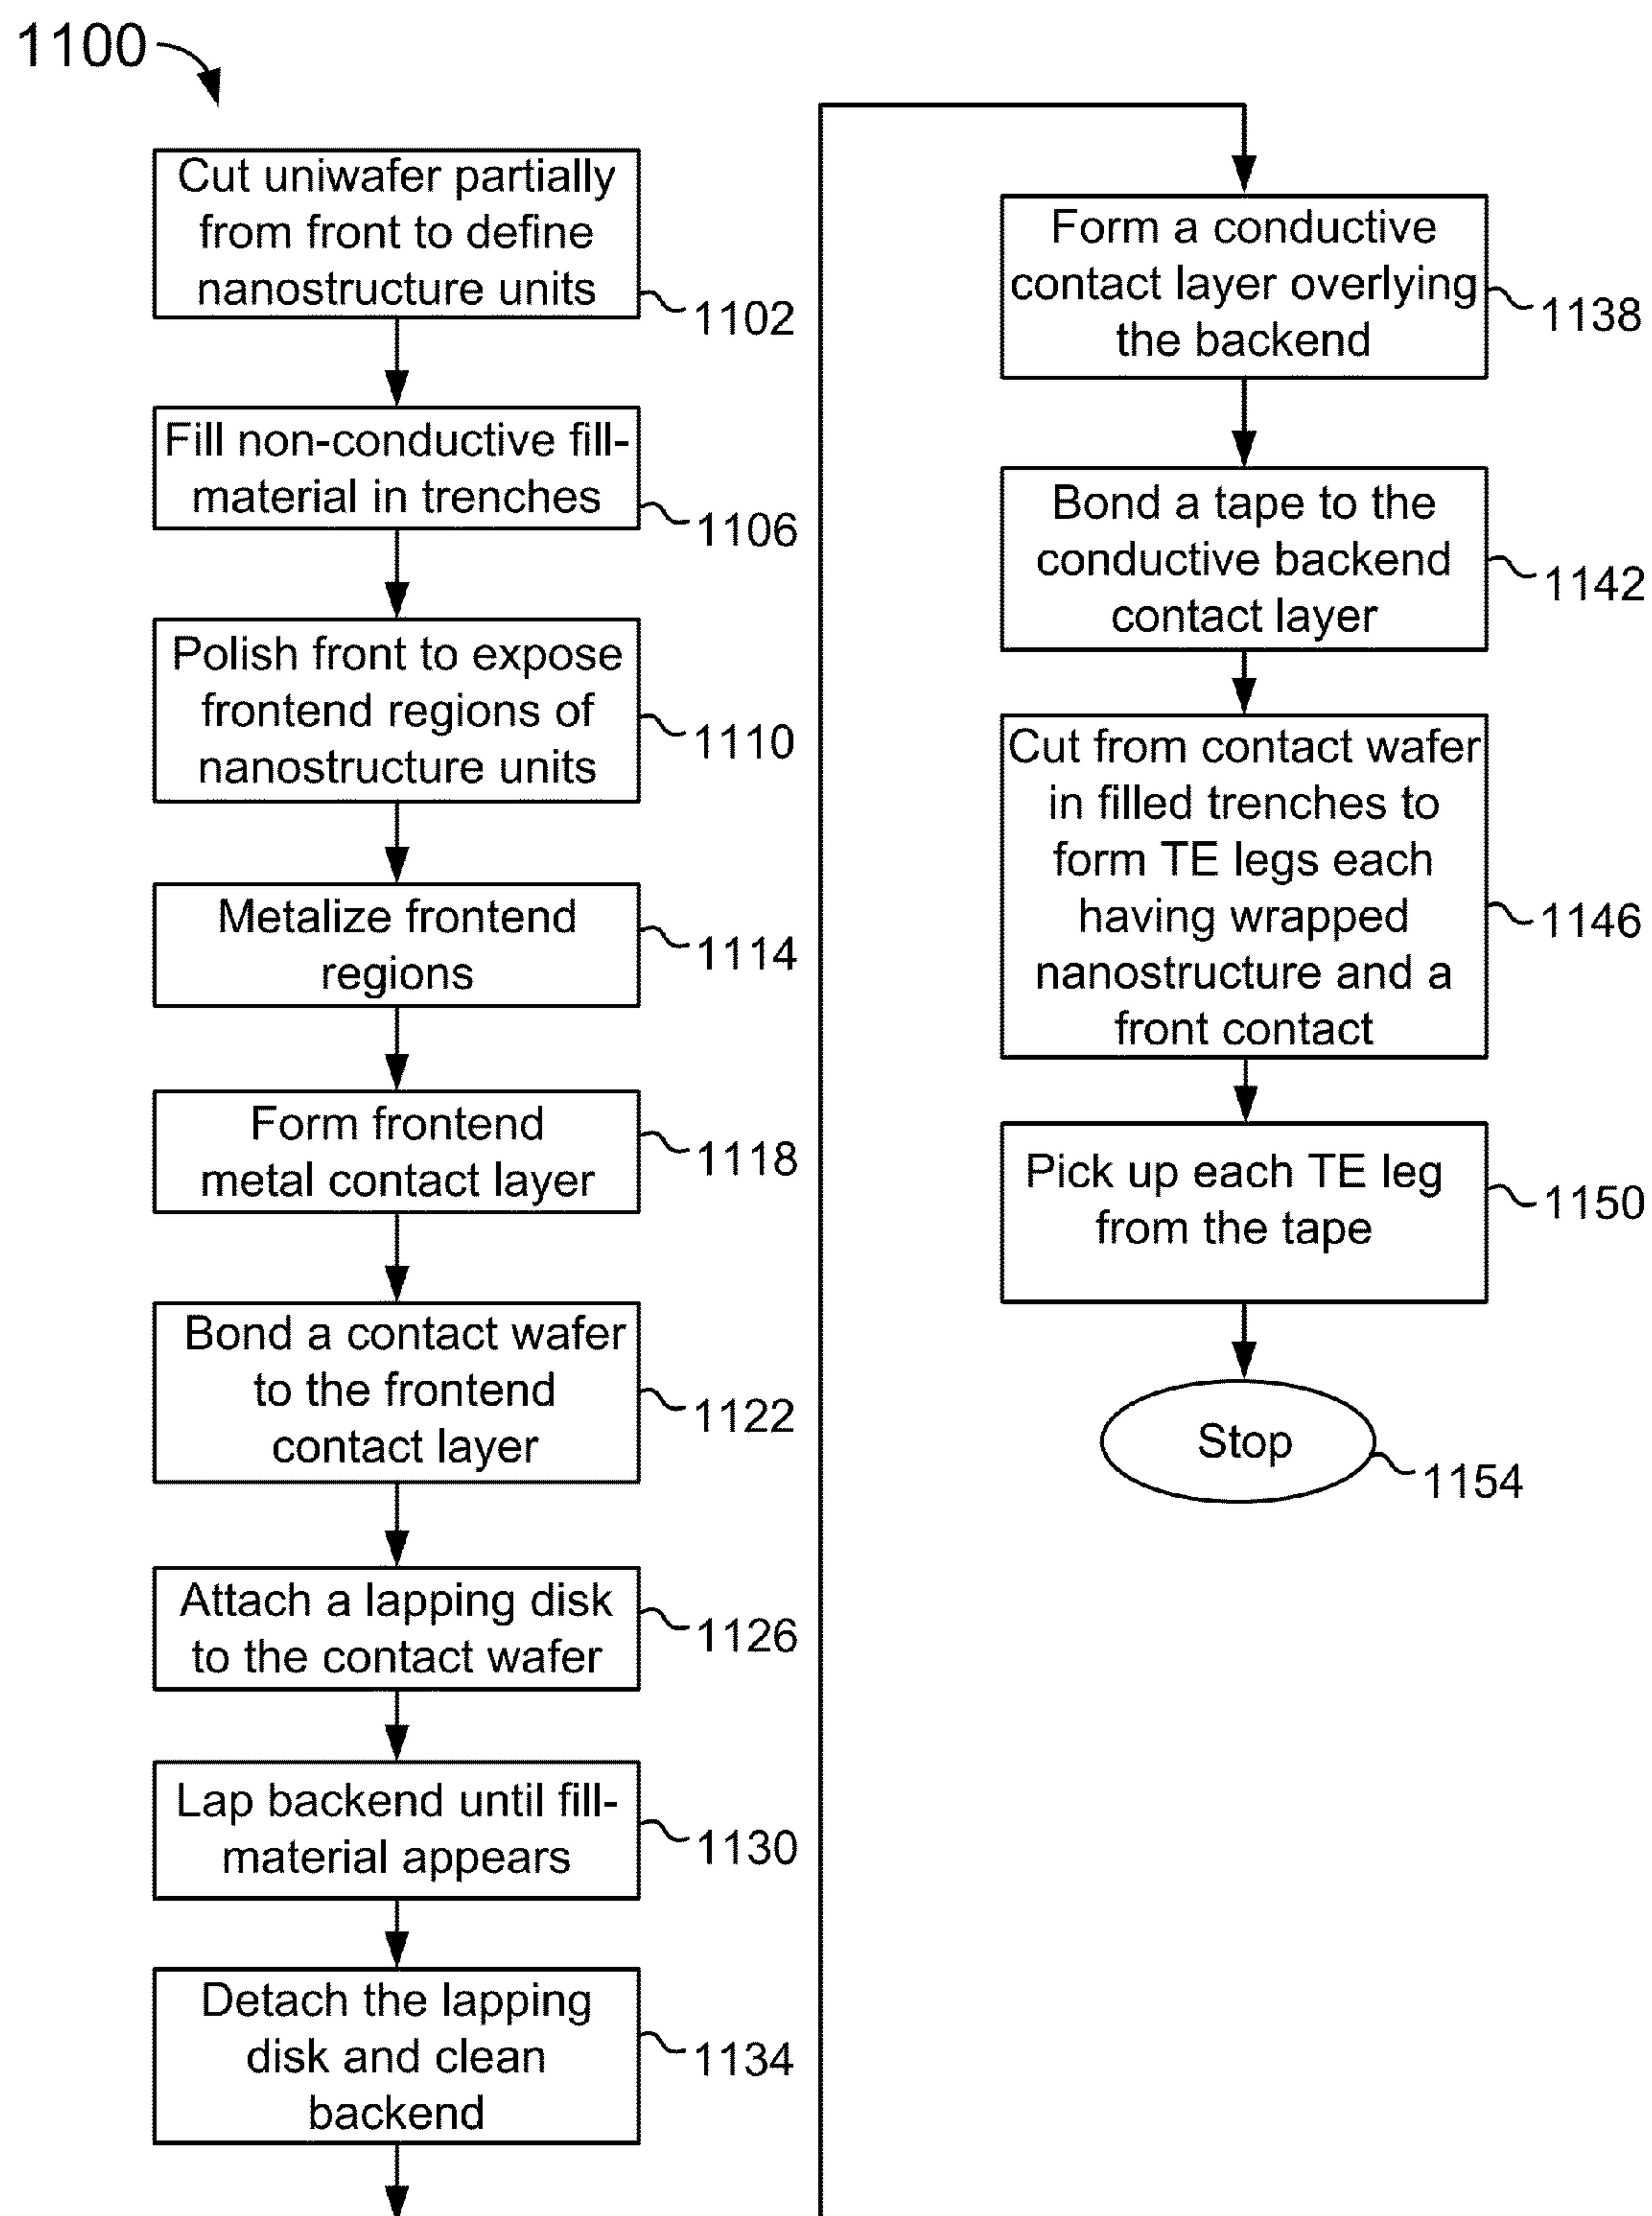 1100
Cut uniwafer partially
from front to define
nanostructure units
1102
Fill non-conductive fill-
material in trenches
1106
Polish front to expose
frontend regions of
nanostructure units
1110
Metalize frontend
regions
1114
Form frontend
metal contact layer
1118
Bond a contact wafer
to the frontend
contact layer
1122
Attach a lapping disk
to the contact wafer
1126
Lap backend until fill-
material appears
1130
Detach the lapping
disk and clean
backend
1134
Form a conductive
contact layer overlying
the backend
1138
Bond a tape to the
conductive backend
contact layer
1142
Cut from contact wafer
in filled trenches to
form TE legs each
having wrapped
nanostructure and a
front contact
1146
Pick up each TE leg
from the tape
1150
Stop
1154